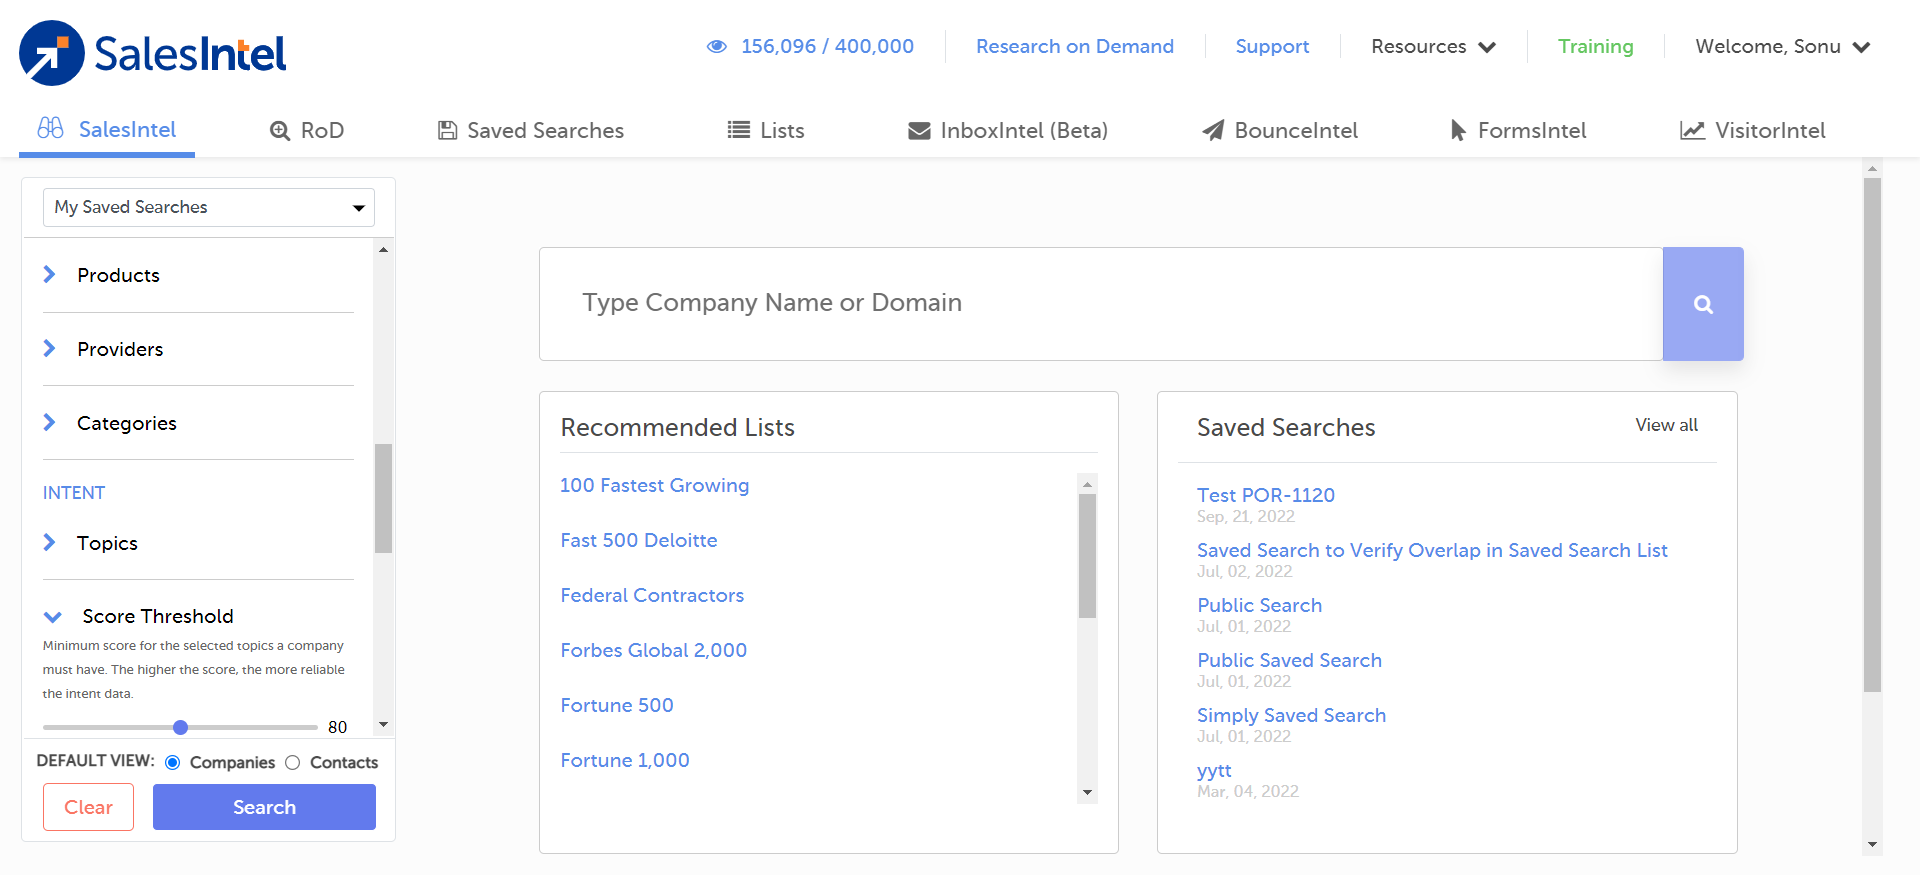 SalesIntel
156,096 / 400,000
Research on Demand
Support
Resources
Training
Welcome, Sonu
SalesIntel
RoD
Saved Searches
Lists
InboxIntel (Beta)
BounceIntel
FormsIntel
VisitorIntel
My Saved Searches
Products
Providers
Categories
INTENT
Topics
Score Threshold
Minimum score for the selected topics a company
must have. The higher the score, the more reliable
the intent data.
80
DEFAULT VIEW: Companies Contacts
Clear
Search
Type Company Name or Domain
Recommended Lists
100 Fastest Growing
Fast 500 Deloitte
Federal Contractors
Forbes Global 2,000
Fortune 500
Fortune 1,000
Saved Searches
View all
Test POR-1120
Sep, 21, 2022
Saved Search to Verify Overlap in Saved Search List
Jul, 02, 2022
Public Search
Jul, 01, 2022
Public Saved Search
Jul, 01, 2022
Simply Saved Search
Jul, 01, 2022
yytt
Mar, 04, 2022